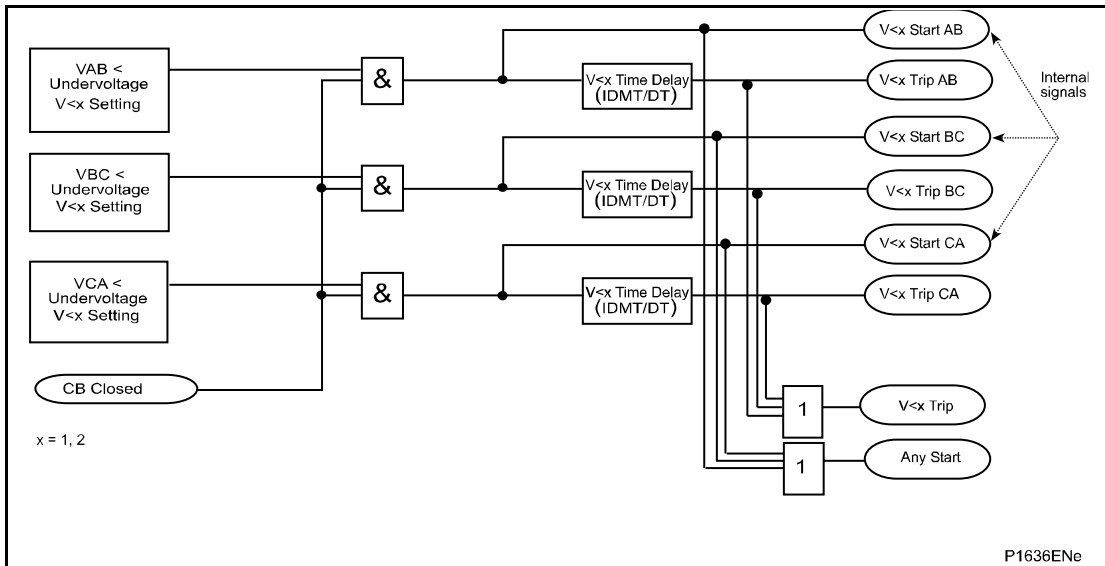 VAB <
Undervoltage
V<x Setting
VBC <
Undervoltage
V<x Setting
VCA <
Undervoltage
V<x Setting
CB Closed
x = 1, 2
&
&
&
V<x Time Delay
(IDMT/DT)
V<x Time Delay
(IDMT/DT)
V<x Time Delay
(IDMT/DT)
V<x Start AB
V<x Trip AB
V<x Start BC
V<x Trip BC
V<x Start CA
V<x Trip CA
Internal
signals
1
V<x Trip
1
Any Start
P1636ENe